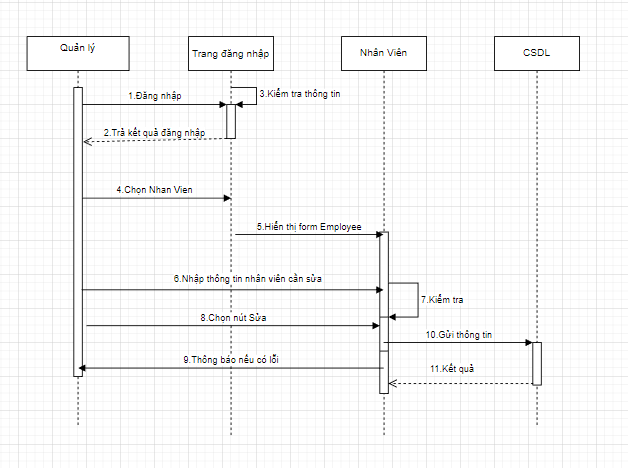 Quản lý
Trang đăng nhập
Nhân Viên
CSDL
1.Đăng nhập
3.Kiểm tra thông tin
2.Trả kết quả đăng nhập
4.Chọn Nhan Vien
5.Hiển thị form Employee
6.Nhập thông tin nhân viên cần sửa
7.Kiểm tra
8.Chọn nút Sửa
10.Gửi thông tin
9.Thông báo nếu có lỗi
11.Kết quả